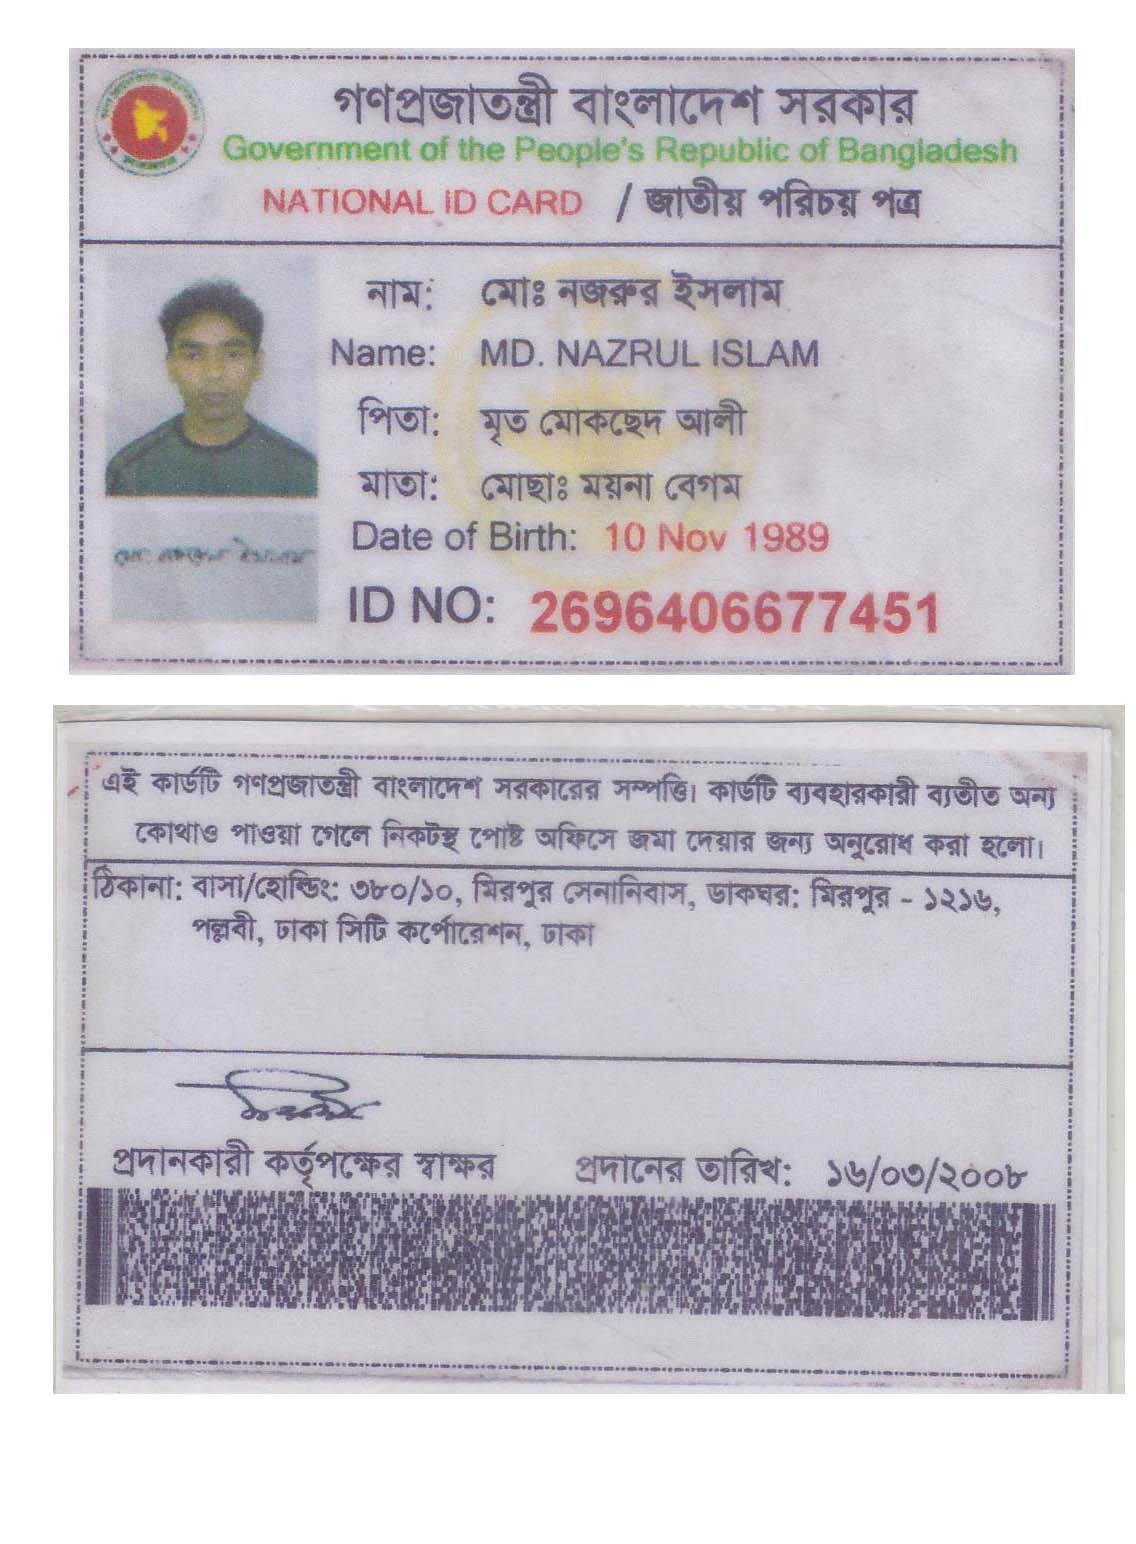 গণপ্রজাতন্ত্রী বাংলাদেশ সরকার
Government of the People's Republic of Bangladesh
NATIONAL ID CARD / জাতীয় পরিচয় পত্র
নাম: মোঃ নজরুর ইসলাম
Name: MD. NAZRUL ISLAM
পিতা: মৃত মোকছেদ আলী
মাতা: মোছাঃ ময়না বেগম
Date of Birth: 10 Nov 1989
ID NO: 2696406677451
এই কার্ডটি গণপ্রজাতন্ত্রী বাংলাদেশ সরকারের সম্পত্তি। কার্ডটি ব্যবহারকারী ব্যতীত অন্য
কোথাও পাওয়া গেলে নিকটস্থ পোষ্ট অফিসে জমা দেয়ার জন্য অনুরোধ করা হলো।
ঠিকানা: বাসা/হোল্ডিং: ৩৮০/১০, মিরপুর সেনানিবাস, ডাকঘর: মিরপুর - ১২১৬,
পল্লবী, ঢাকা সিটি কর্পোরেশন, ঢাকা
প্রদানকারী কর্তৃপক্ষের স্বাক্ষর প্রদানের তারিখ: ১৬/০৩/২০০৮